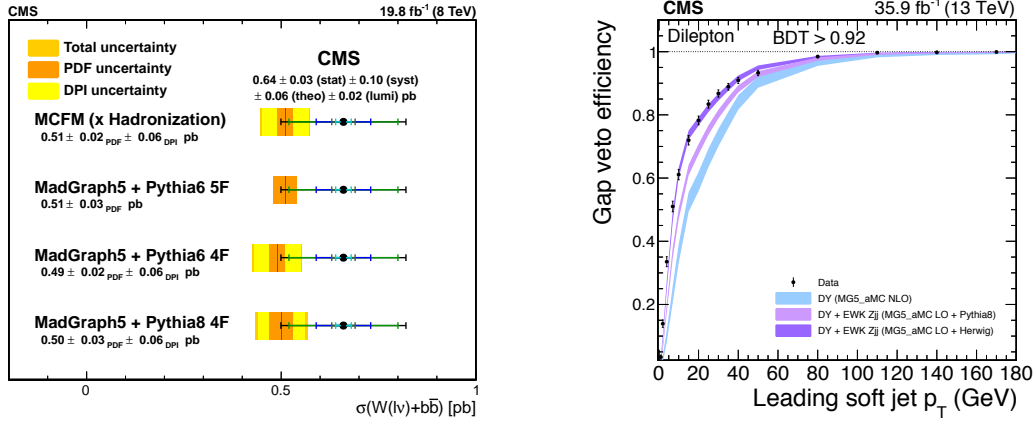 CMS 19.8 fb⁻¹ (8 TeV)
Total uncertainty
PDF uncertainty
DPI uncertainty
CMS
0.64 ± 0.03 (stat) ± 0.10 (syst)
± 0.06 (theo) ± 0.02 (lumi) pb
MCFM (x Hadronization)
0.51 ± 0.02 PDF ± 0.06 DPI pb
MadGraph5 + Pythia6 5F
0.51 ± 0.03 PDF pb
MadGraph5 + Pythia6 4F
0.49 ± 0.02 PDF ± 0.06 DPI pb
MadGraph5 + Pythia8 4F
0.50 ± 0.03 PDF ± 0.06 DPI pb
0 0.5 1
σ(W(lν)+bb̅) [pb]
CMS 35.9 fb⁻¹ (13 TeV)
Dilepton BDT > 0.92
Gap veto efficiency
1
0.8
0.6
0.4
0.2
Data
DY (MG5_aMC NLO)
DY + EWK Zjj (MG5_aMC LO + Pythia8)
DY + EWK Zjj (MG5_aMC LO + Herwig)
0 20 40 60 80 100 120 140 160 180
Leading soft jet p_T (GeV)